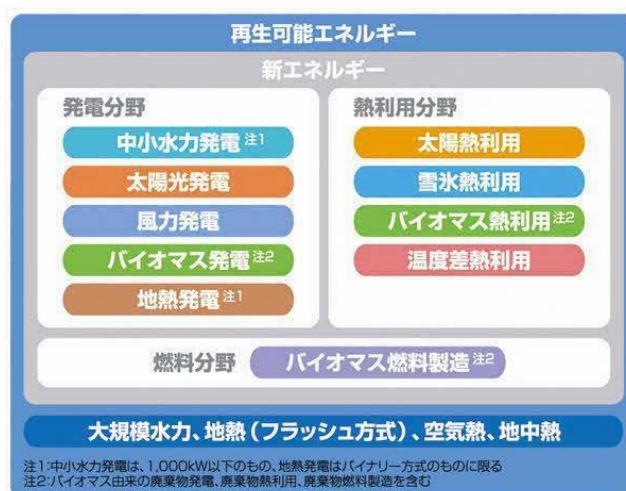 再生可能エネルギー
新エネルギー
発電分野
中小水力発電 注1
太陽光発電
風力発電
バイオマス発電 注2
地熱発電 注1
熱利用分野
太陽熱利用
雪氷熱利用
バイオマス熱利用 注2
温度差熱利用
燃料分野 バイオマス燃料製造 注2
大規模水力、地熱(フラッシュ方式)、空気熱、地中熱
注1:中小水力発電は、1,000kW以下のもの、地熱発電はバイナリー方式のものに限る
注2:バイオマス由来の廃棄物発電、廃棄物熱利用、廃棄物燃料製造を含む